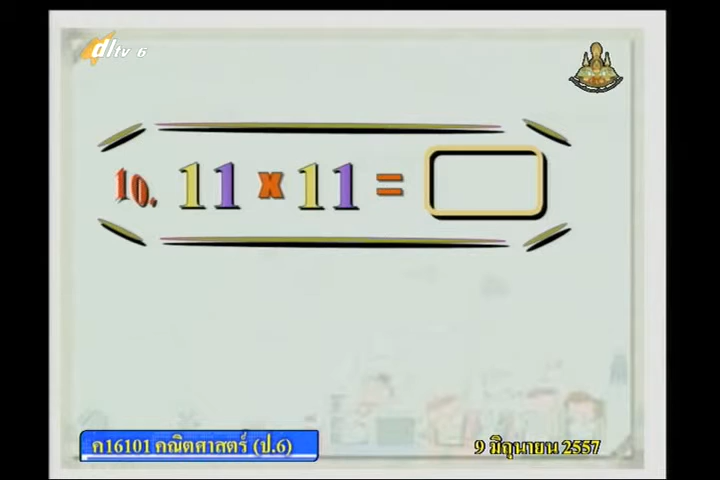 dltv 6
10. 11 x 11 =
ค16101 คณิตศาสตร์ (ป.6)
9 มิถุนายน 2557